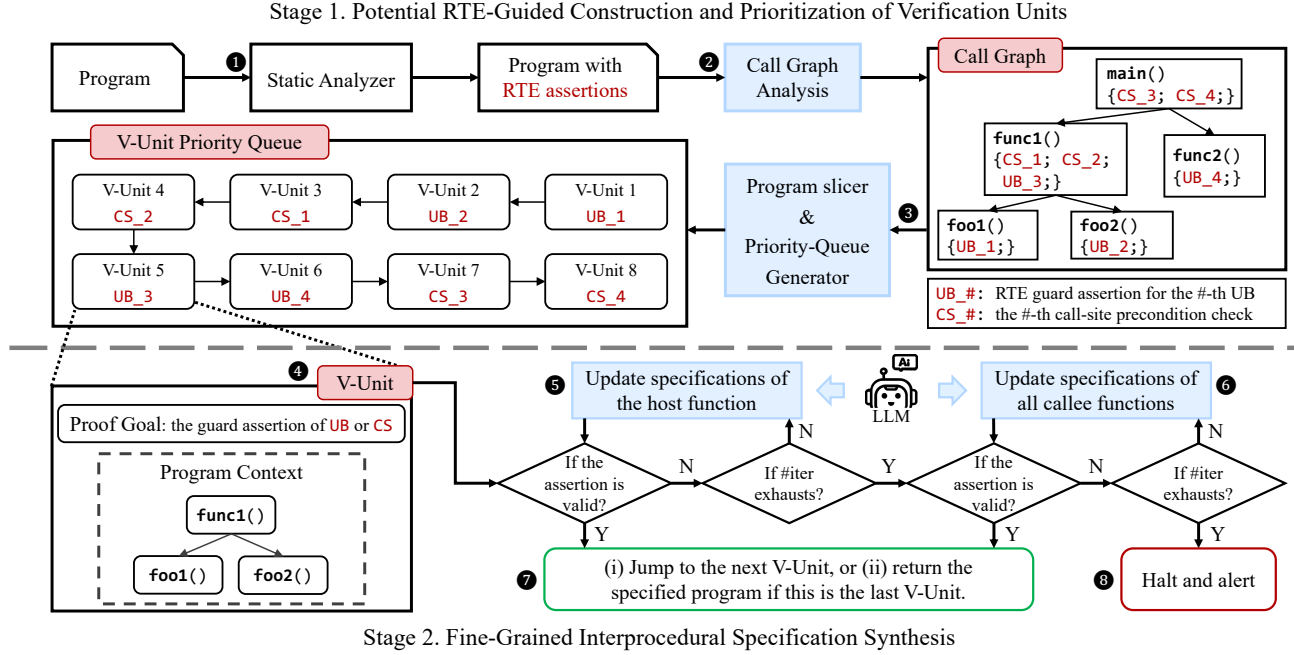 Stage 1. Potential RTE-Guided Construction and Prioritization of Verification Units
Program
❶
Static Analyzer
Program with
RTE assertions
❷
Call Graph
Analysis
Call Graph
main()
{CS_3; CS_4;}
func1()
{CS_1; CS_2;
UB_3;}
func2()
{UB_4;}
foo1()
{UB_1;}
foo2()
{UB_2;}
V-Unit Priority Queue
V-Unit 4
CS_2
V-Unit 3
CS_1
V-Unit 2
UB_2
V-Unit 1
UB_1
V-Unit 5
UB_3
V-Unit 6
UB_4
V-Unit 7
CS_3
V-Unit 8
CS_4
Program slicer
&
Priority-Queue
Generator
❸
UB_#: RTE guard assertion for the #-th UB
CS_#: the #-th call-site precondition check
❹
V-Unit
Proof Goal: the guard assertion of UB or CS
Program Context
func1()
foo1()
foo2()
❺
Update specifications of
the host function
Ai
LLM
Update specifications of
all callee functions
❻
If the
assertion is
valid?
N
If #iter
exhausts?
N
Y
If the
assertion is
valid?
N
If #iter
exhausts?
N
Y
Y
Y
❼
(i) Jump to the next V-Unit, or (ii) return the
specified program if this is the last V-Unit.
❽
Halt and alert
Stage 2. Fine-Grained Interprocedural Specification Synthesis